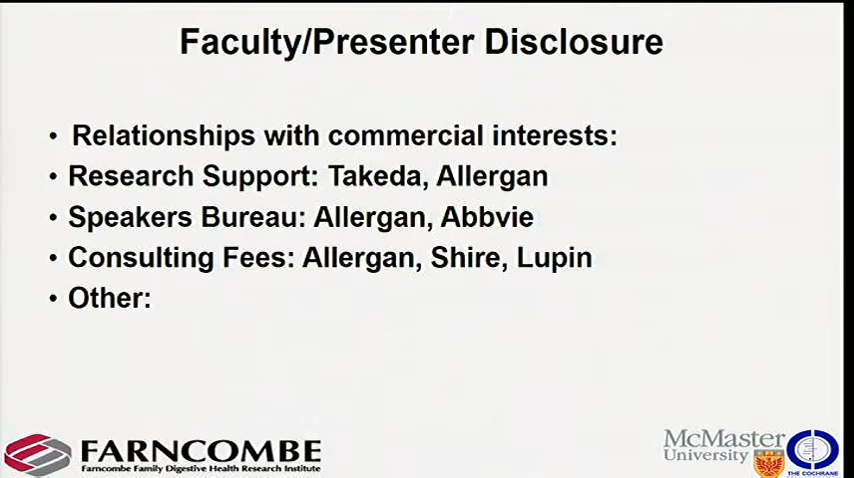 Faculty/Presenter Disclosure
• Relationships with commercial interests:
• Research Support: Takeda, Allergan
• Speakers Bureau: Allergan, Abbvie
• Consulting Fees: Allergan, Shire, Lupin
• Other:
FARNCOMBE
Farncombe Family Digestive Health Research Institute
McMaster
University
THE COCHRANE